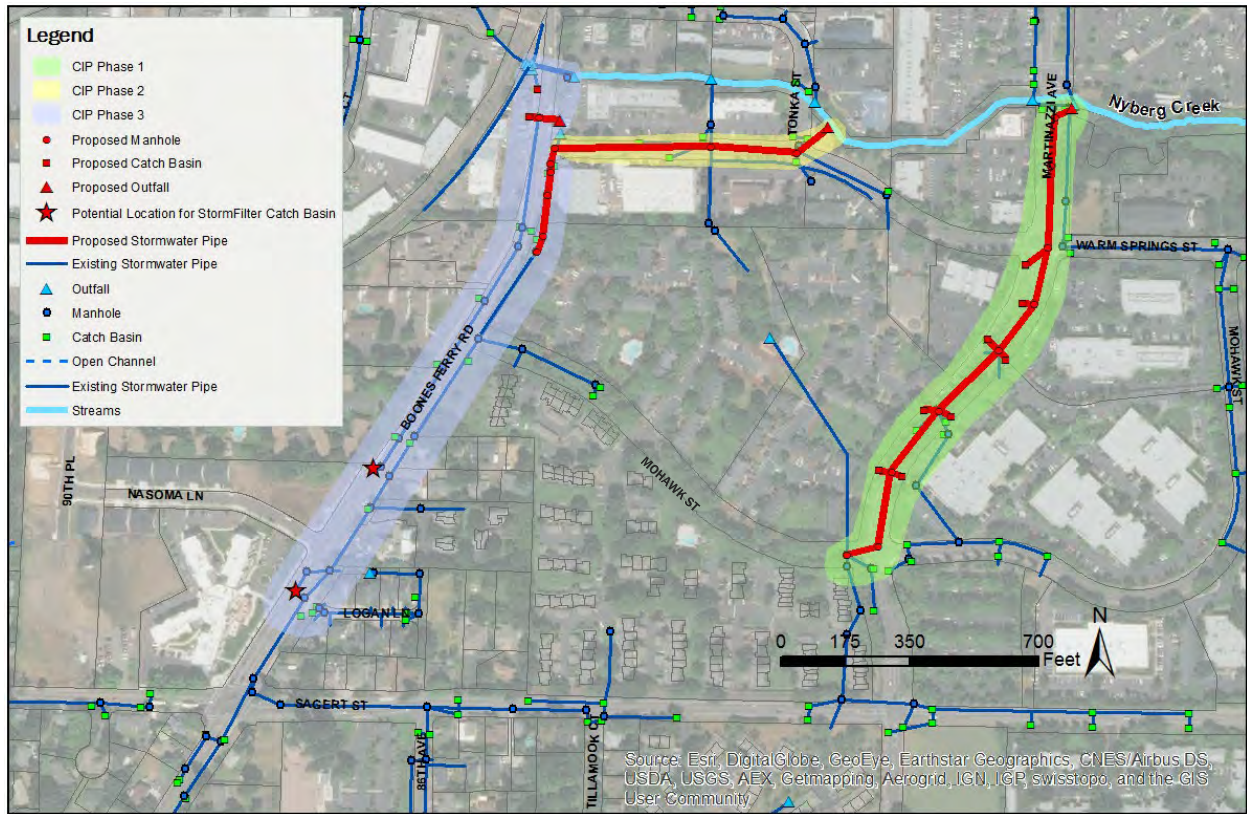 Legend
CIP Phase 1
CIP Phase 2
CIP Phase 3
Proposed Manhole
Proposed Catch Basin
Proposed Outfall
Potential Location for StormFilter Catch Basin
Proposed Stormwater Pipe
Existing Stormwater Pipe
Outfall
Manhole
Catch Basin
Open Channel
Existing Stormwater Pipe
Streams
TONKA ST
MARTINAZZI AVE
Nyberg Creek
WARM SPRINGS ST
MOHAWK ST
BOONES FERRY RD
MOHAWK ST
90TH PL
NASOMA LN
LOGAN LN
SAGERT ST
86TH AVE
TILLAMOOK CT
N
0 175 350 700
Feet
Source: Esri, DigitalGlobe, GeoEye, Earthstar Geographics, CNES/Airbus DS,
USDA, USGS, AEX, Getmapping, Aerogrid, IGN, IGP, swisstopo, and the GIS
User Community